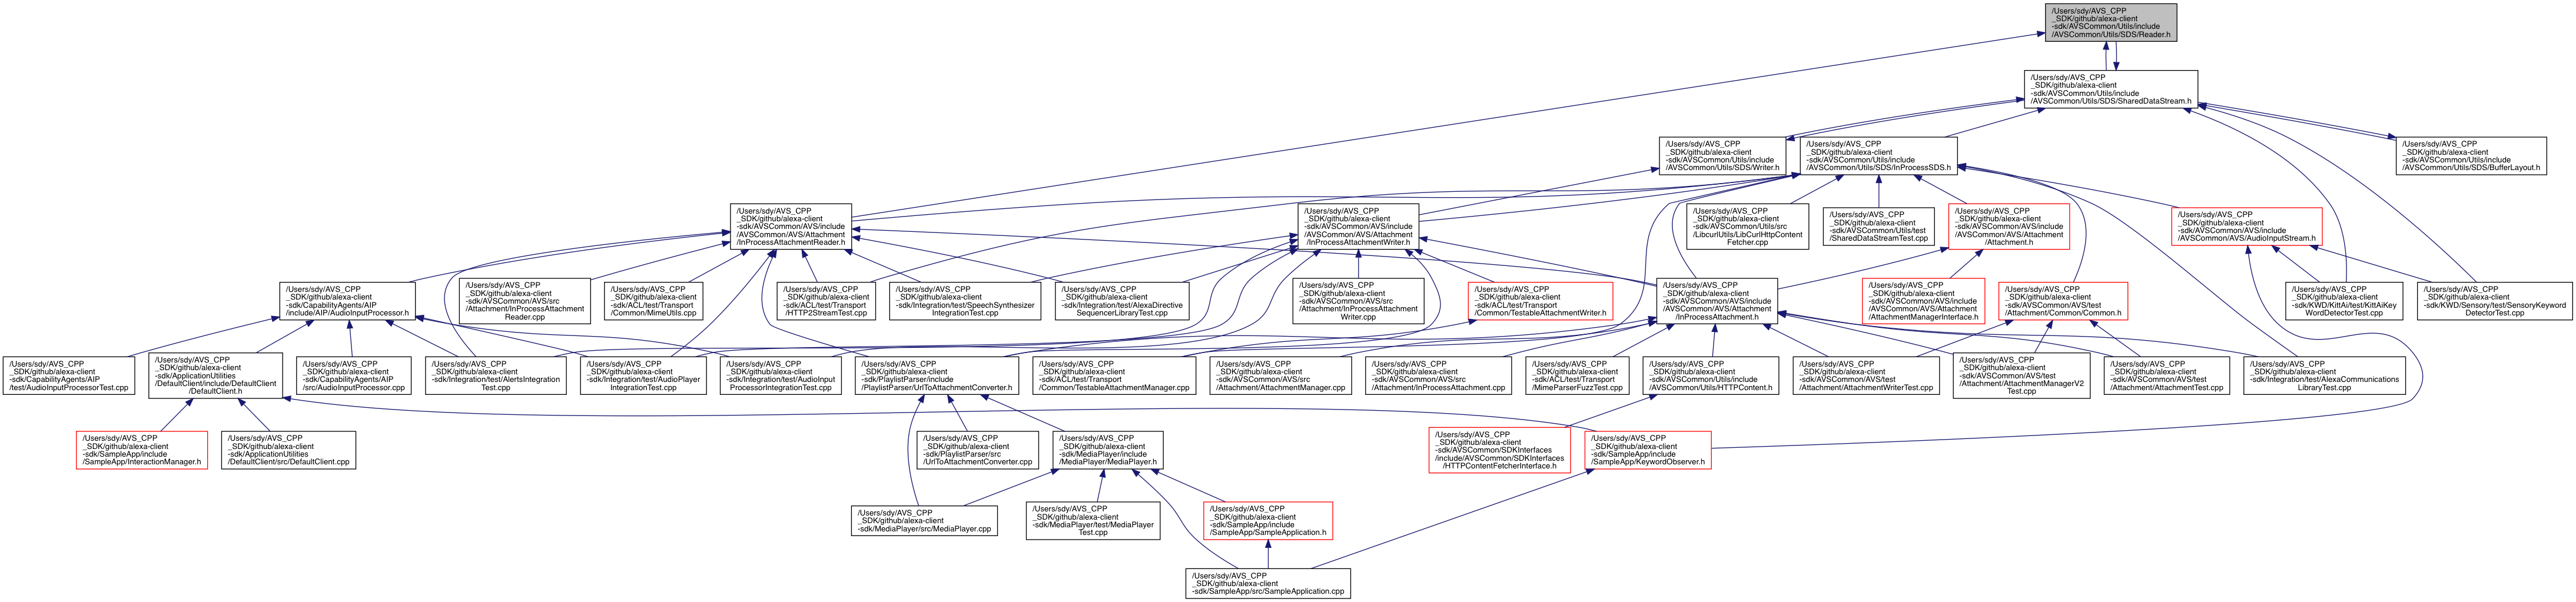 /Users/sdy/AVS_CPP
_SDK/github/alexa-client
-sdk/AVSCommon/Utils/include
/AVSCommon/Utils/SDS/Reader.h
/Users/sdy/AVS_CPP
_SDK/github/alexa-client
-sdk/AVSCommon/Utils/include
/AVSCommon/Utils/SDS/SharedDataStream.h
/Users/sdy/AVS_CPP
_SDK/github/alexa-client
-sdk/AVSCommon/Utils/include
/AVSCommon/Utils/SDS/Writer.h
/Users/sdy/AVS_CPP
_SDK/github/alexa-client
-sdk/AVSCommon/Utils/include
/AVSCommon/Utils/SDS/InProcessSDS.h
/Users/sdy/AVS_CPP
_SDK/github/alexa-client
-sdk/AVSCommon/Utils/include
/AVSCommon/Utils/SDS/BufferLayout.h
/Users/sdy/AVS_CPP
_SDK/github/alexa-client
-sdk/AVSCommon/AVS/include
/AVSCommon/AVS/Attachment
/InProcessAttachmentReader.h
/Users/sdy/AVS_CPP
_SDK/github/alexa-client
-sdk/AVSCommon/AVS/include
/AVSCommon/AVS/Attachment
/InProcessAttachmentWriter.h
/Users/sdy/AVS_CPP
_SDK/github/alexa-client
-sdk/AVSCommon/Utils/src
/LibcurlUtils/LibCurlHttpContent
Fetcher.cpp
/Users/sdy/AVS_CPP
_SDK/github/alexa-client
-sdk/AVSCommon/Utils/test
/SharedDataStreamTest.cpp
/Users/sdy/AVS_CPP
_SDK/github/alexa-client
-sdk/AVSCommon/AVS/include
/AVSCommon/AVS/Attachment
/Attachment.h
/Users/sdy/AVS_CPP
_SDK/github/alexa-client
-sdk/AVSCommon/AVS/include
/AVSCommon/AVS/AudioInputStream.h
/Users/sdy/AVS_CPP
_SDK/github/alexa-client
-sdk/CapabilityAgents/AIP
/include/AIP/AudioInputProcessor.h
/Users/sdy/AVS_CPP
_SDK/github/alexa-client
-sdk/AVSCommon/AVS/src
/Attachment/InProcessAttachment
Reader.cpp
/Users/sdy/AVS_CPP
_SDK/github/alexa-client
-sdk/ACL/test/Transport
/Common/MimeUtils.cpp
/Users/sdy/AVS_CPP
_SDK/github/alexa-client
-sdk/ACL/test/Transport
/HTTP2StreamTest.cpp
/Users/sdy/AVS_CPP
_SDK/github/alexa-client
-sdk/Integration/test/SpeechSynthesizer
IntegrationTest.cpp
/Users/sdy/AVS_CPP
_SDK/github/alexa-client
-sdk/Integration/test/AlexaDirective
SequencerLibraryTest.cpp
/Users/sdy/AVS_CPP
_SDK/github/alexa-client
-sdk/AVSCommon/AVS/src
/Attachment/InProcessAttachment
Writer.cpp
/Users/sdy/AVS_CPP
_SDK/github/alexa-client
-sdk/ACL/test/Transport
/Common/TestableAttachmentWriter.h
/Users/sdy/AVS_CPP
_SDK/github/alexa-client
-sdk/AVSCommon/AVS/include
/AVSCommon/AVS/Attachment
/InProcessAttachment.h
/Users/sdy/AVS_CPP
_SDK/github/alexa-client
-sdk/AVSCommon/AVS/include
/AVSCommon/AVS/Attachment
/AttachmentManagerInterface.h
/Users/sdy/AVS_CPP
_SDK/github/alexa-client
-sdk/AVSCommon/AVS/test
/Attachment/Common/Common.h
/Users/sdy/AVS_CPP
_SDK/github/alexa-client
-sdk/KWD/KittAi/test/KittAiKey
WordDetectorTest.cpp
/Users/sdy/AVS_CPP
_SDK/github/alexa-client
-sdk/KWD/Sensory/test/SensoryKeyword
DetectorTest.cpp
/Users/sdy/AVS_CPP
_SDK/github/alexa-client
-sdk/CapabilityAgents/AIP
/test/AudioInputProcessorTest.cpp
/Users/sdy/AVS_CPP
_SDK/github/alexa-client
-sdk/ApplicationUtilities
/DefaultClient/include/DefaultClient
/DefaultClient.h
/Users/sdy/AVS_CPP
_SDK/github/alexa-client
-sdk/CapabilityAgents/AIP
/src/AudioInputProcessor.cpp
/Users/sdy/AVS_CPP
_SDK/github/alexa-client
-sdk/Integration/test/AlertsIntegration
Test.cpp
/Users/sdy/AVS_CPP
_SDK/github/alexa-client
-sdk/Integration/test/AudioPlayer
IntegrationTest.cpp
/Users/sdy/AVS_CPP
_SDK/github/alexa-client
-sdk/Integration/test/AudioInput
ProcessorIntegrationTest.cpp
/Users/sdy/AVS_CPP
_SDK/github/alexa-client
-sdk/PlaylistParser/include
/PlaylistParser/UrlToAttachmentConverter.h
/Users/sdy/AVS_CPP
_SDK/github/alexa-client
-sdk/ACL/test/Transport
/Common/TestableAttachmentManager.cpp
/Users/sdy/AVS_CPP
_SDK/github/alexa-client
-sdk/AVSCommon/AVS/src
/Attachment/AttachmentManager.cpp
/Users/sdy/AVS_CPP
_SDK/github/alexa-client
-sdk/AVSCommon/AVS/src
/Attachment/InProcessAttachment.cpp
/Users/sdy/AVS_CPP
_SDK/github/alexa-client
-sdk/ACL/test/Transport
/MimeParserFuzzTest.cpp
/Users/sdy/AVS_CPP
_SDK/github/alexa-client
-sdk/AVSCommon/Utils/include
/AVSCommon/Utils/HTTPContent.h
/Users/sdy/AVS_CPP
_SDK/github/alexa-client
-sdk/AVSCommon/AVS/test
/Attachment/AttachmentWriterTest.cpp
/Users/sdy/AVS_CPP
_SDK/github/alexa-client
-sdk/AVSCommon/AVS/test
/Attachment/AttachmentManagerV2
Test.cpp
/Users/sdy/AVS_CPP
_SDK/github/alexa-client
-sdk/AVSCommon/AVS/test
/Attachment/AttachmentTest.cpp
/Users/sdy/AVS_CPP
_SDK/github/alexa-client
-sdk/Integration/test/AlexaCommunications
LibraryTest.cpp
/Users/sdy/AVS_CPP
_SDK/github/alexa-client
-sdk/SampleApp/include
/SampleApp/InteractionManager.h
/Users/sdy/AVS_CPP
_SDK/github/alexa-client
-sdk/ApplicationUtilities
/DefaultClient/src/DefaultClient.cpp
/Users/sdy/AVS_CPP
_SDK/github/alexa-client
-sdk/PlaylistParser/src
/UrlToAttachmentConverter.cpp
/Users/sdy/AVS_CPP
_SDK/github/alexa-client
-sdk/MediaPlayer/include
/MediaPlayer/MediaPlayer.h
/Users/sdy/AVS_CPP
_SDK/github/alexa-client
-sdk/AVSCommon/SDKInterfaces
/include/AVSCommon/SDKInterfaces
/HTTPContentFetcherInterface.h
/Users/sdy/AVS_CPP
_SDK/github/alexa-client
-sdk/SampleApp/include
/SampleApp/KeywordObserver.h
/Users/sdy/AVS_CPP
_SDK/github/alexa-client
-sdk/MediaPlayer/src/MediaPlayer.cpp
/Users/sdy/AVS_CPP
_SDK/github/alexa-client
-sdk/MediaPlayer/test/MediaPlayer
Test.cpp
/Users/sdy/AVS_CPP
_SDK/github/alexa-client
-sdk/SampleApp/include
/SampleApp/SampleApplication.h
/Users/sdy/AVS_CPP
_SDK/github/alexa-client
-sdk/SampleApp/src/SampleApplication.cpp